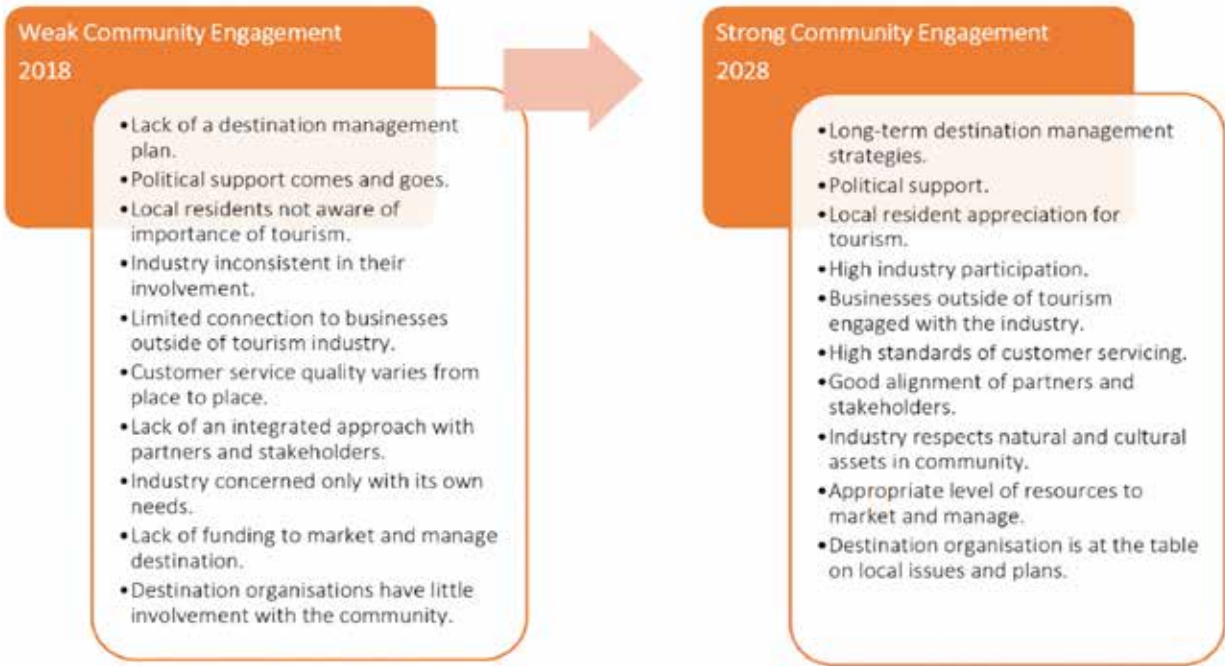 Weak Community Engagement
2018
•Lack of a destination management
plan.
•Political support comes and goes.
•Local residents not aware of
importance of tourism.
•Industry inconsistent in their
involvement.
•Limited connection to businesses
outside of tourism industry.
•Customer service quality varies from
place to place.
•Lack of an integrated approach with
partners and stakeholders.
•Industry concerned only with its own
needs.
•Lack of funding to market and manage
destination.
•Destination organisations have little
involvement with the community.
Strong Community Engagement
2028
•Long-term destination management
strategies.
•Political support.
•Local resident appreciation for
tourism.
•High industry participation.
•Businesses outside of tourism
engaged with the industry.
•High standards of customer servicing.
•Good alignment of partners and
stakeholders.
•Industry respects natural and cultural
assets in community.
•Appropriate level of resources to
market and manage.
•Destination organisation is at the table
on local issues and plans.